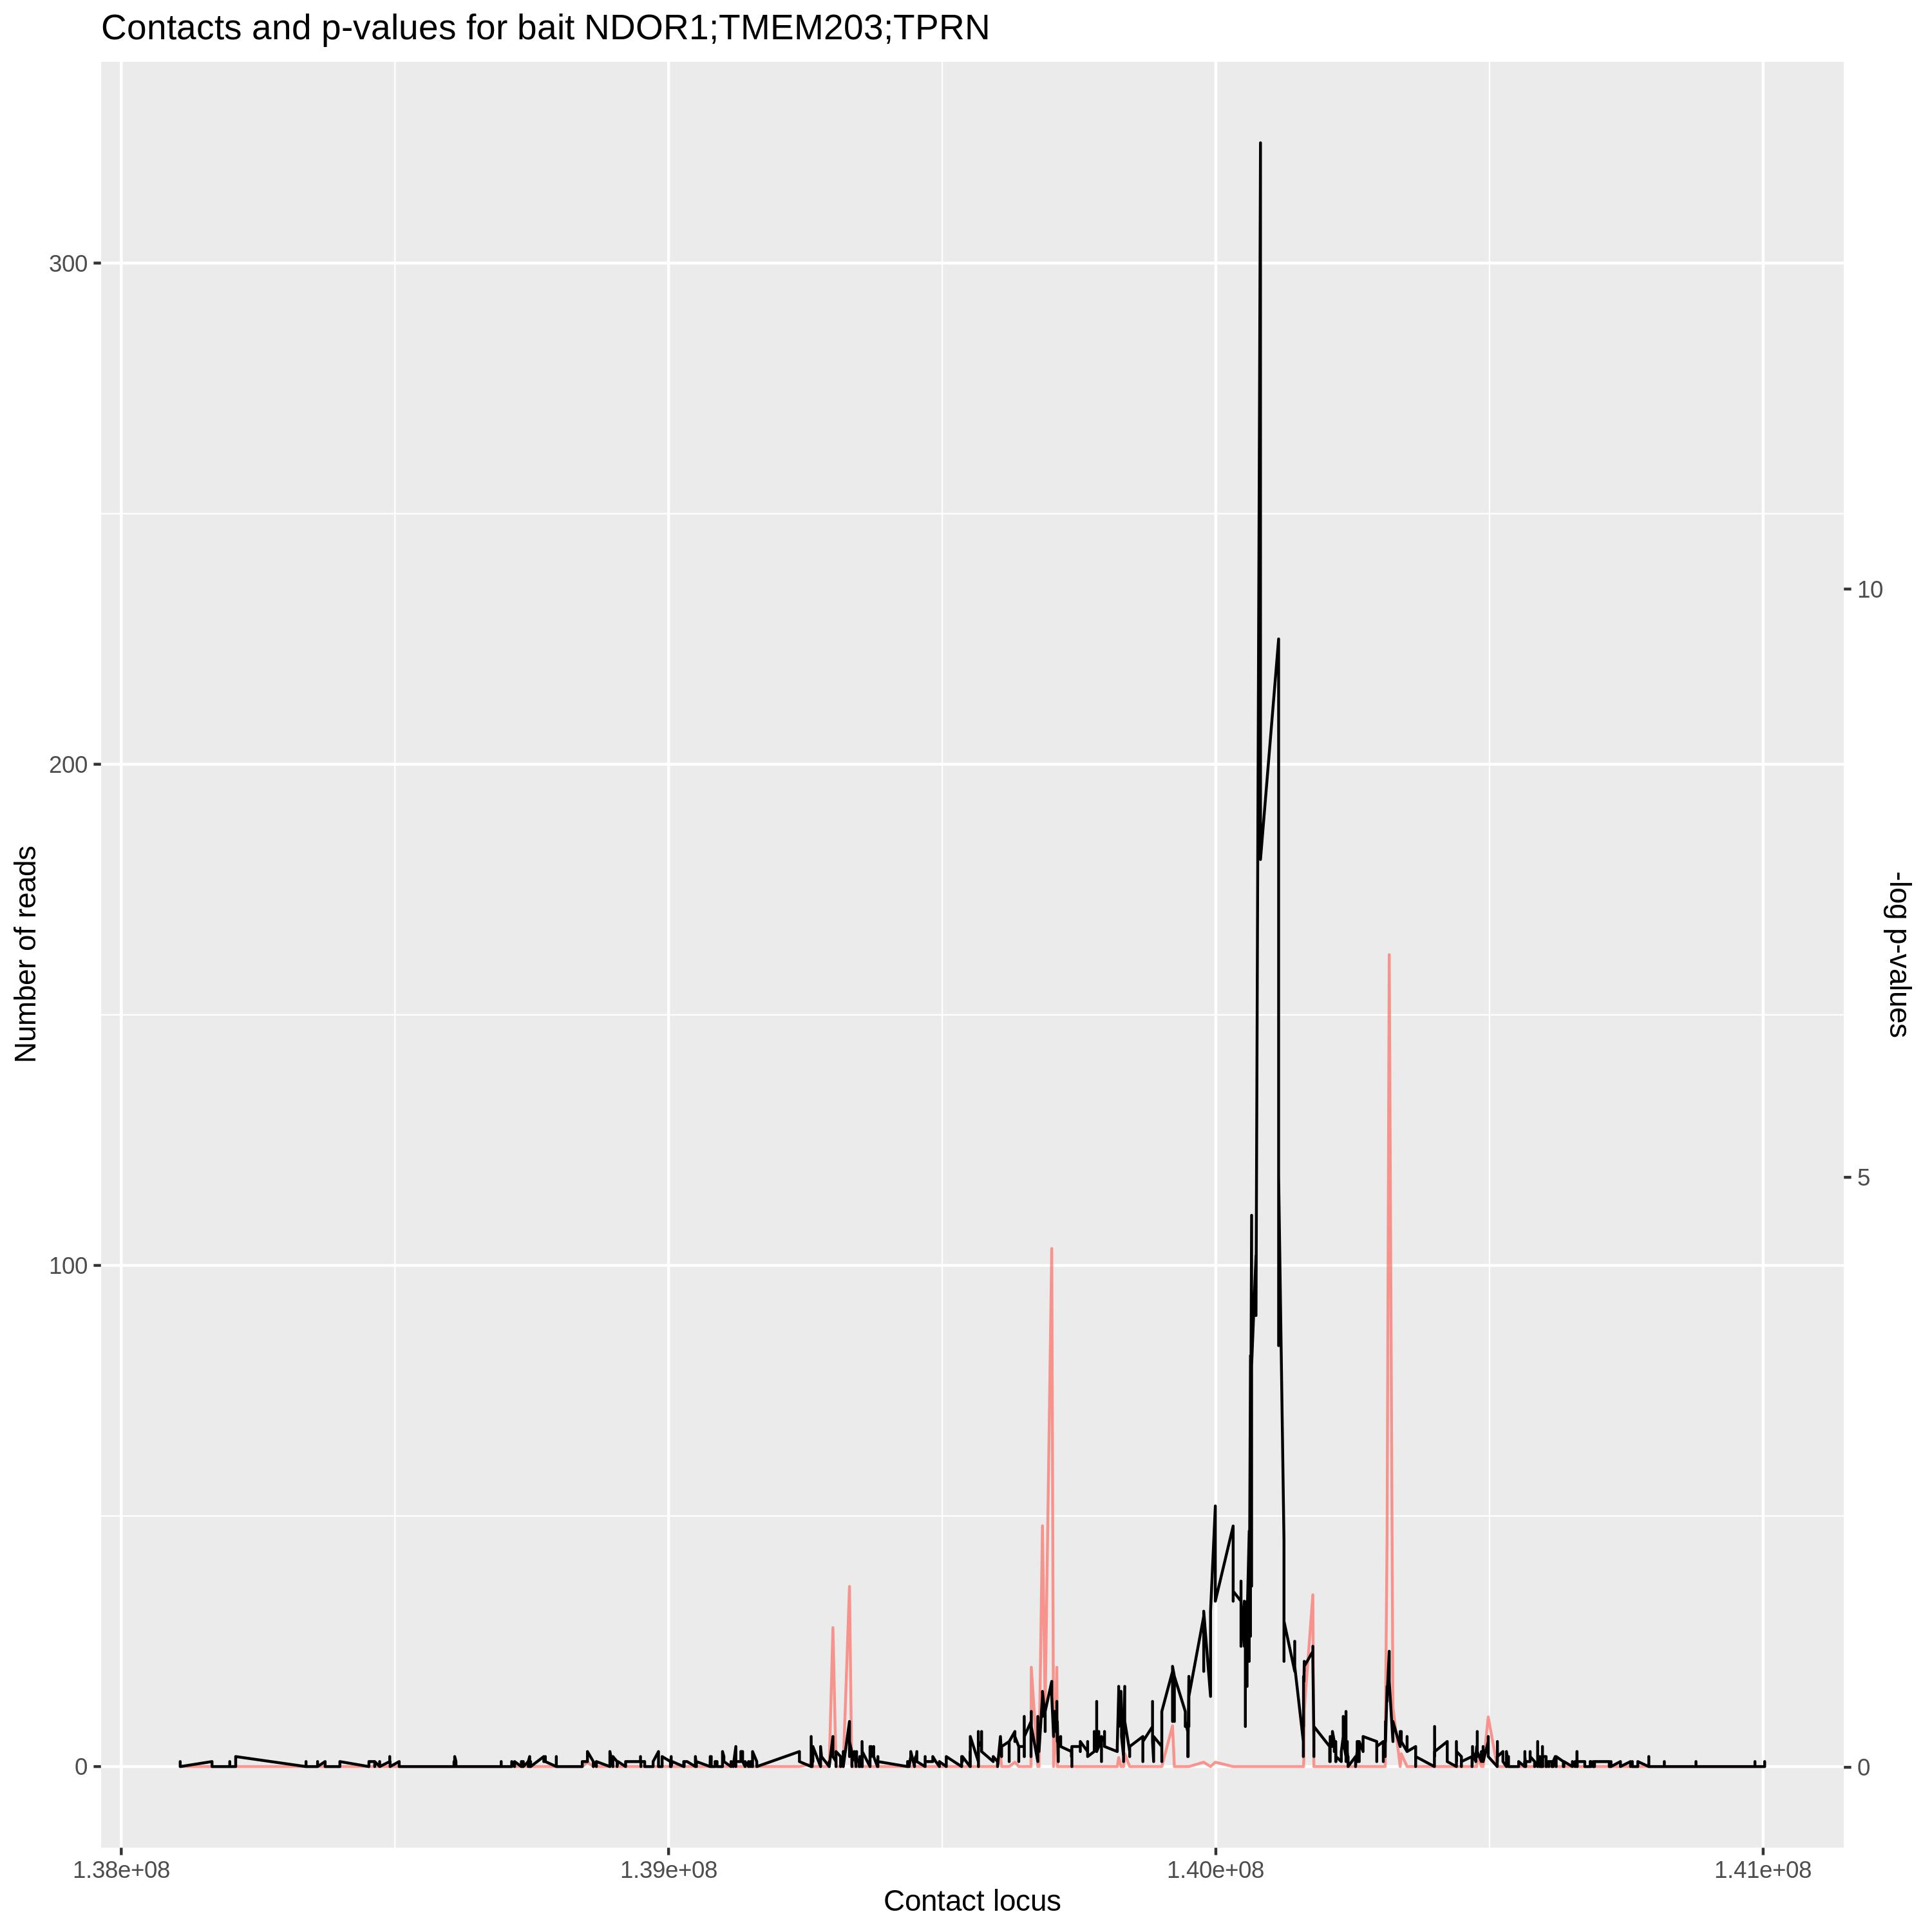 Contacts and p-values for bait NDOR1;TMEM203;TPRN
300
200
100
0
Number of reads
10
5
0
-log p-values
1.38e+08
1.39e+08
1.40e+08
1.41e+08
Contact locus